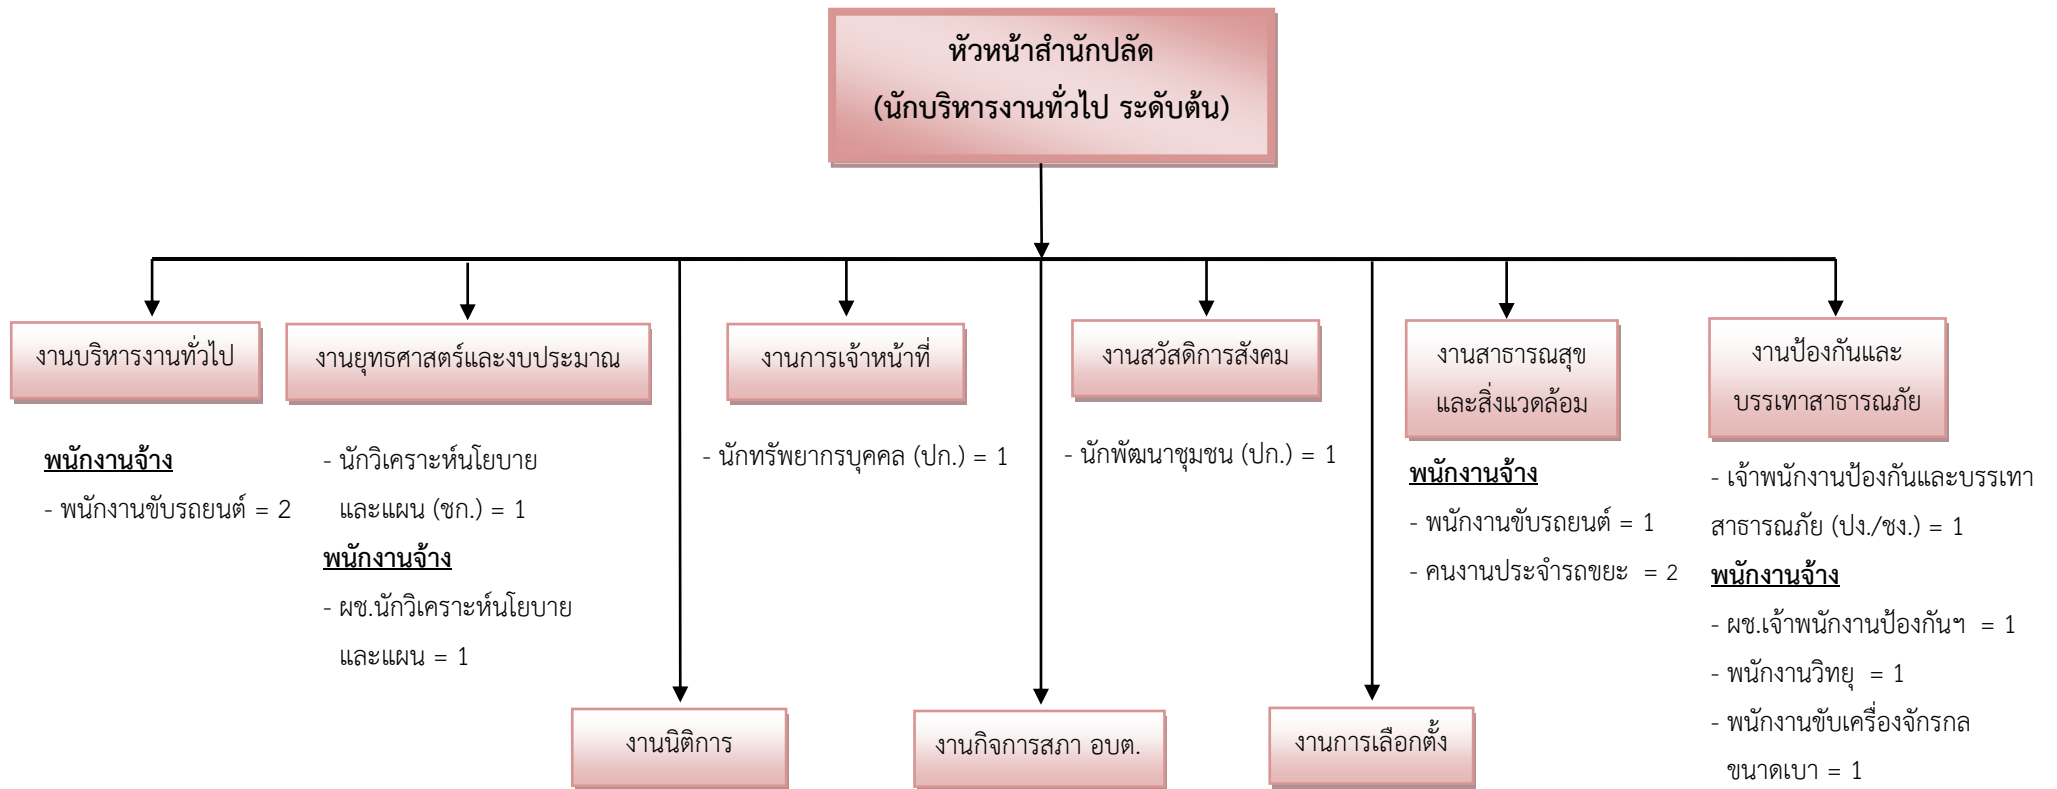 หัวหน้าสำนักปลัด
(นักบริหารงานทั่วไป ระดับต้น)
งานบริหารงานทั่วไป
พนักงานจ้าง
- พนักงานขับรถยนต์ = 2
งานยุทธศาสตร์และงบประมาณ
- นักวิเคราะห์นโยบาย
และแผน (ชก.) = 1
พนักงานจ้าง
- ผช.นักวิเคราะห์นโยบาย
และแผน = 1
งานการเจ้าหน้าที่
- นักทรัพยากรบุคคล (ปก.) = 1
งานสวัสดิการสังคม
- นักพัฒนาชุมชน (ปก.) = 1
งานสาธารณสุข
และสิ่งแวดล้อม
พนักงานจ้าง
- พนักงานขับรถยนต์ = 1
- คนงานประจำรถขยะ = 2
งานป้องกันและ
บรรเทาสาธารณภัย
- เจ้าพนักงานป้องกันและบรรเทา
สาธารณภัย (ปง./ชง.) = 1
พนักงานจ้าง
- ผช.เจ้าพนักงานป้องกันฯ = 1
- พนักงานวิทยุ = 1
- พนักงานขับเครื่องจักรกล
ขนาดเบา = 1
งานนิติการ
งานกิจการสภา อบต.
งานการเลือกตั้ง